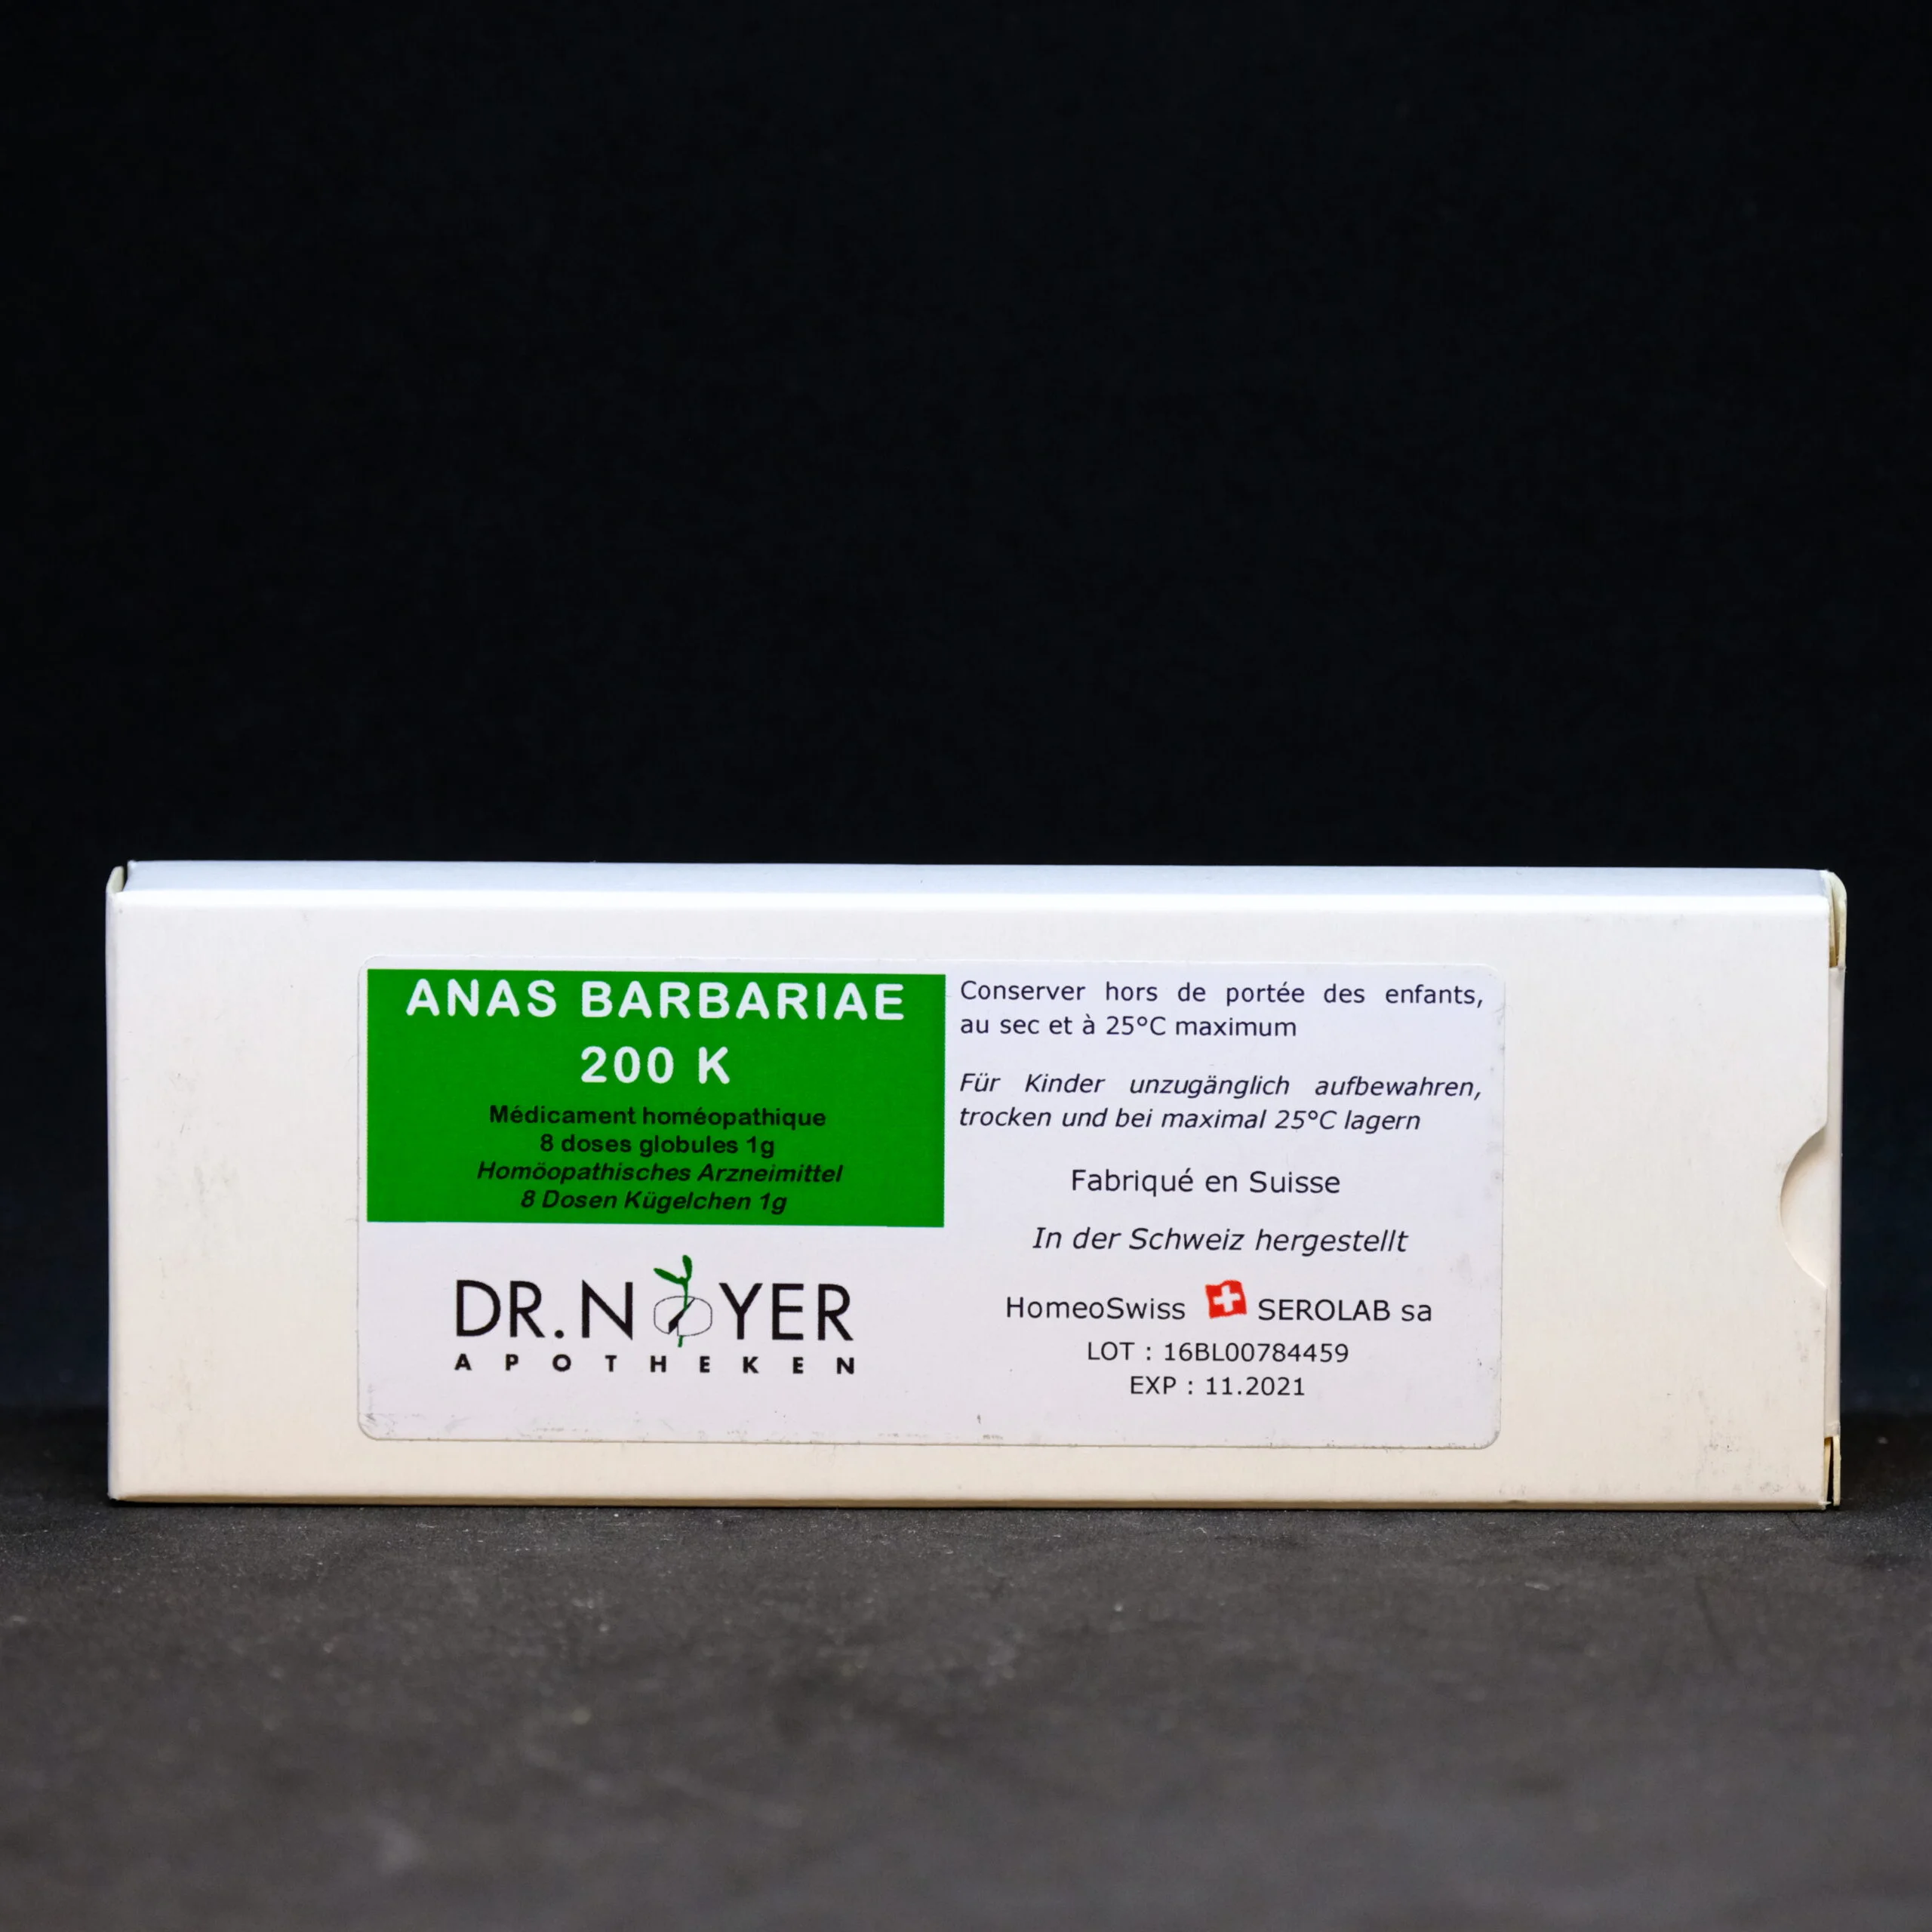 ANAS BARBARIAE
200 K
Médicament homéopathique
8 doses globules 1g
Homöopathisches Arzneimittel
8 Dosen Kügelchen 1g
DR. NOYER
APOTHEKEN
Conserver hors de portée des enfants,
au sec et à 25°C maximum
Für Kinder unzugänglich aufbewahren,
trocken und bei maximal 25°C lagern
Fabriqué en Suisse
In der Schweiz hergestellt
HomeoSwiss SEROLAB sa
LOT : 16BL00784459
EXP : 11.2021